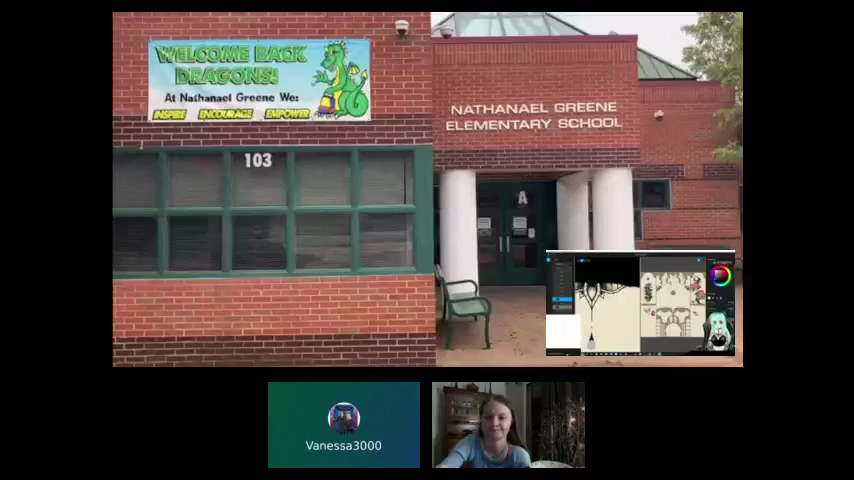 WELCOME BACK
DRAGONS!
At Nathanael Greene We:
INSPIRE ENCOURAGE EMPOWER
103
NATHANAEL GREENE
ELEMENTARY SCHOOL
A
Vanessa3000